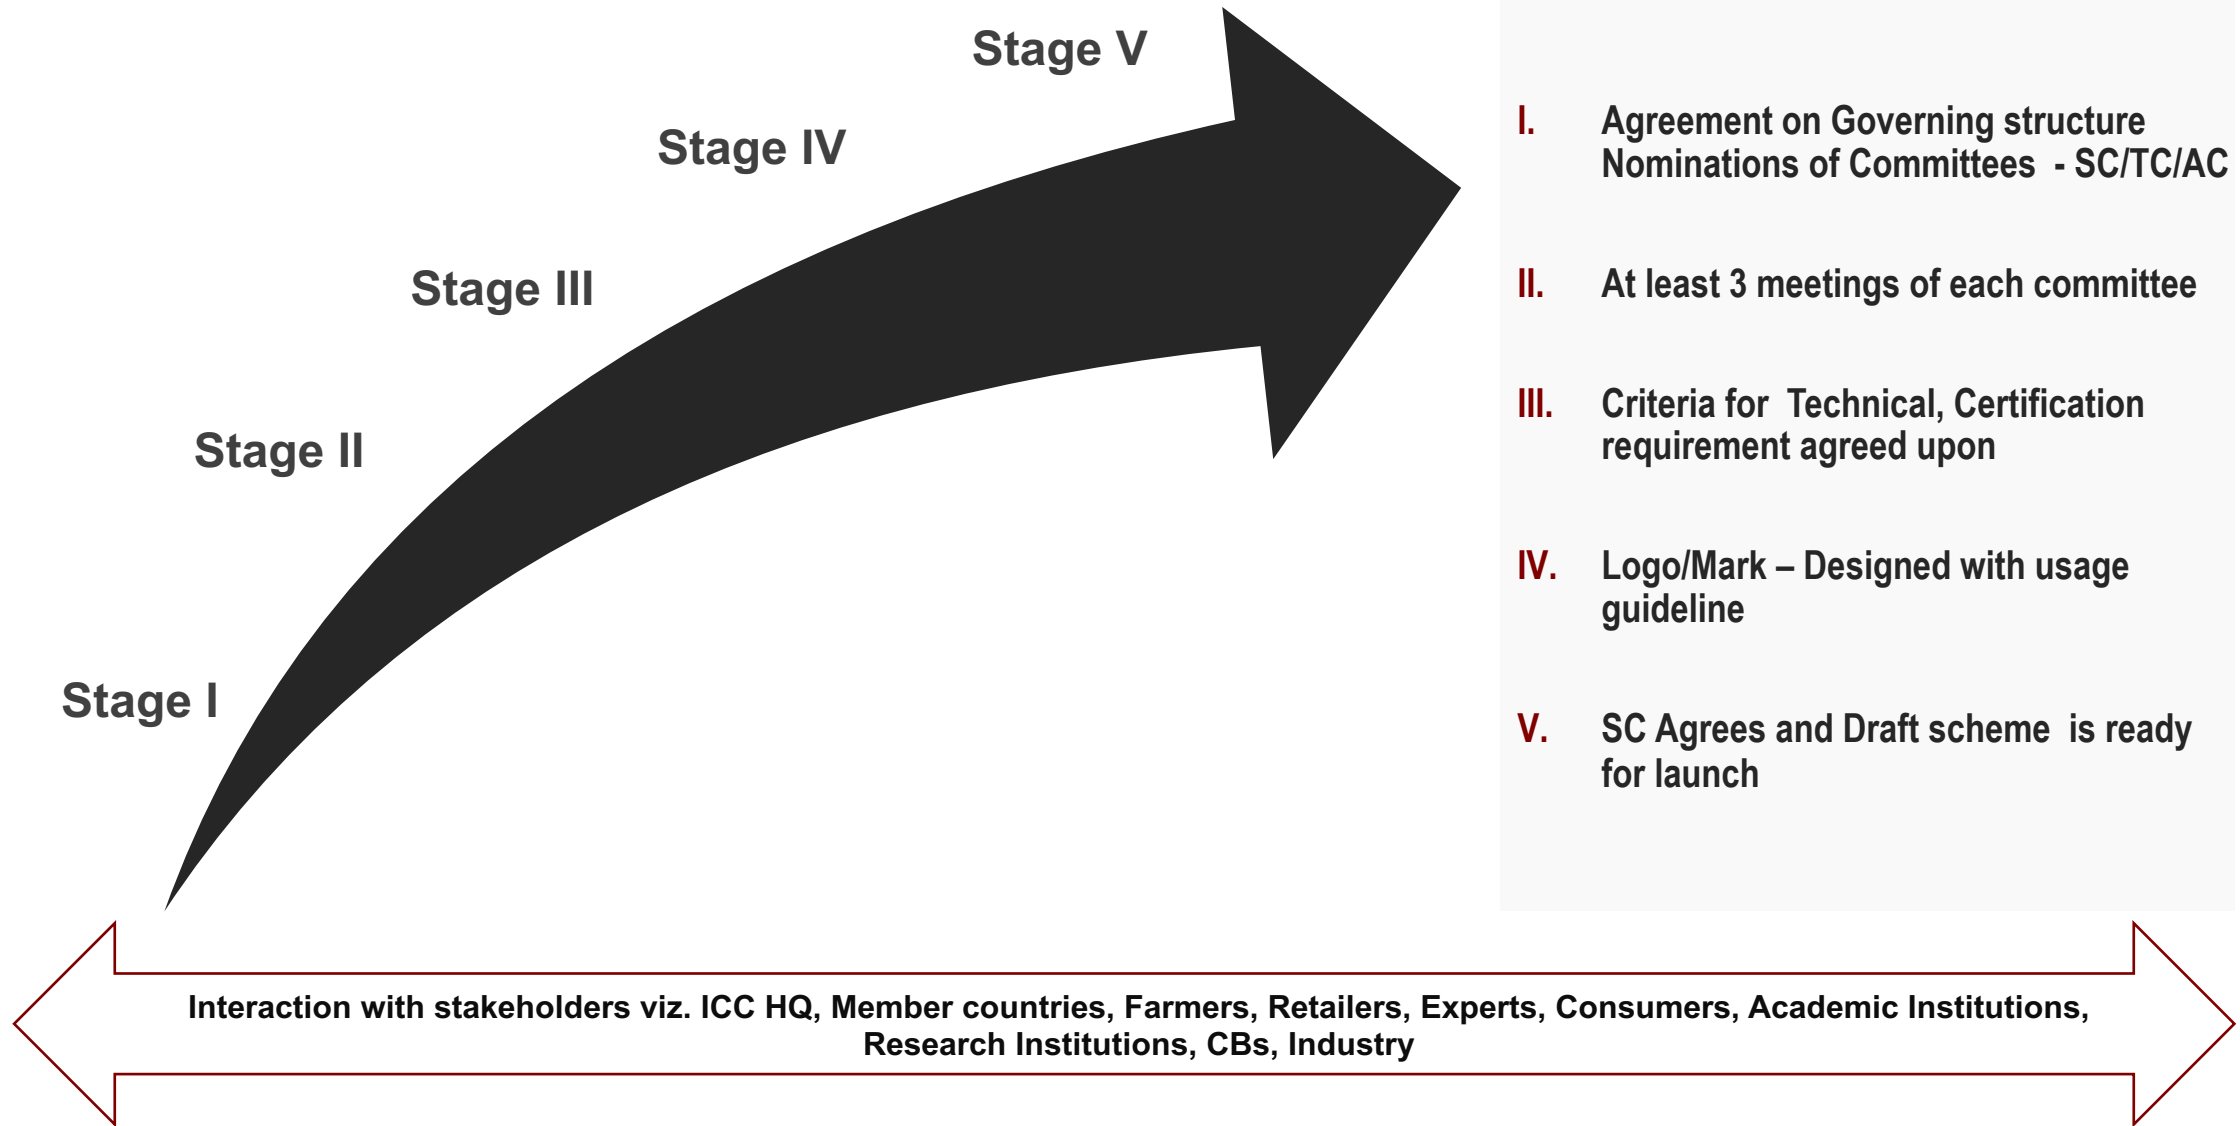 Stage V
Stage IV
Stage III
Stage II
Stage I
I. Agreement on Governing structure
Nominations of Committees - SC/TC/AC
II. At least 3 meetings of each committee
III. Criteria for Technical, Certification
requirement agreed upon
IV. Logo/Mark – Designed with usage
guideline
V. SC Agrees and Draft scheme is ready
for launch
Interaction with stakeholders viz. ICC HQ, Member countries, Farmers, Retailers, Experts, Consumers, Academic Institutions,
Research Institutions, CBs, Industry